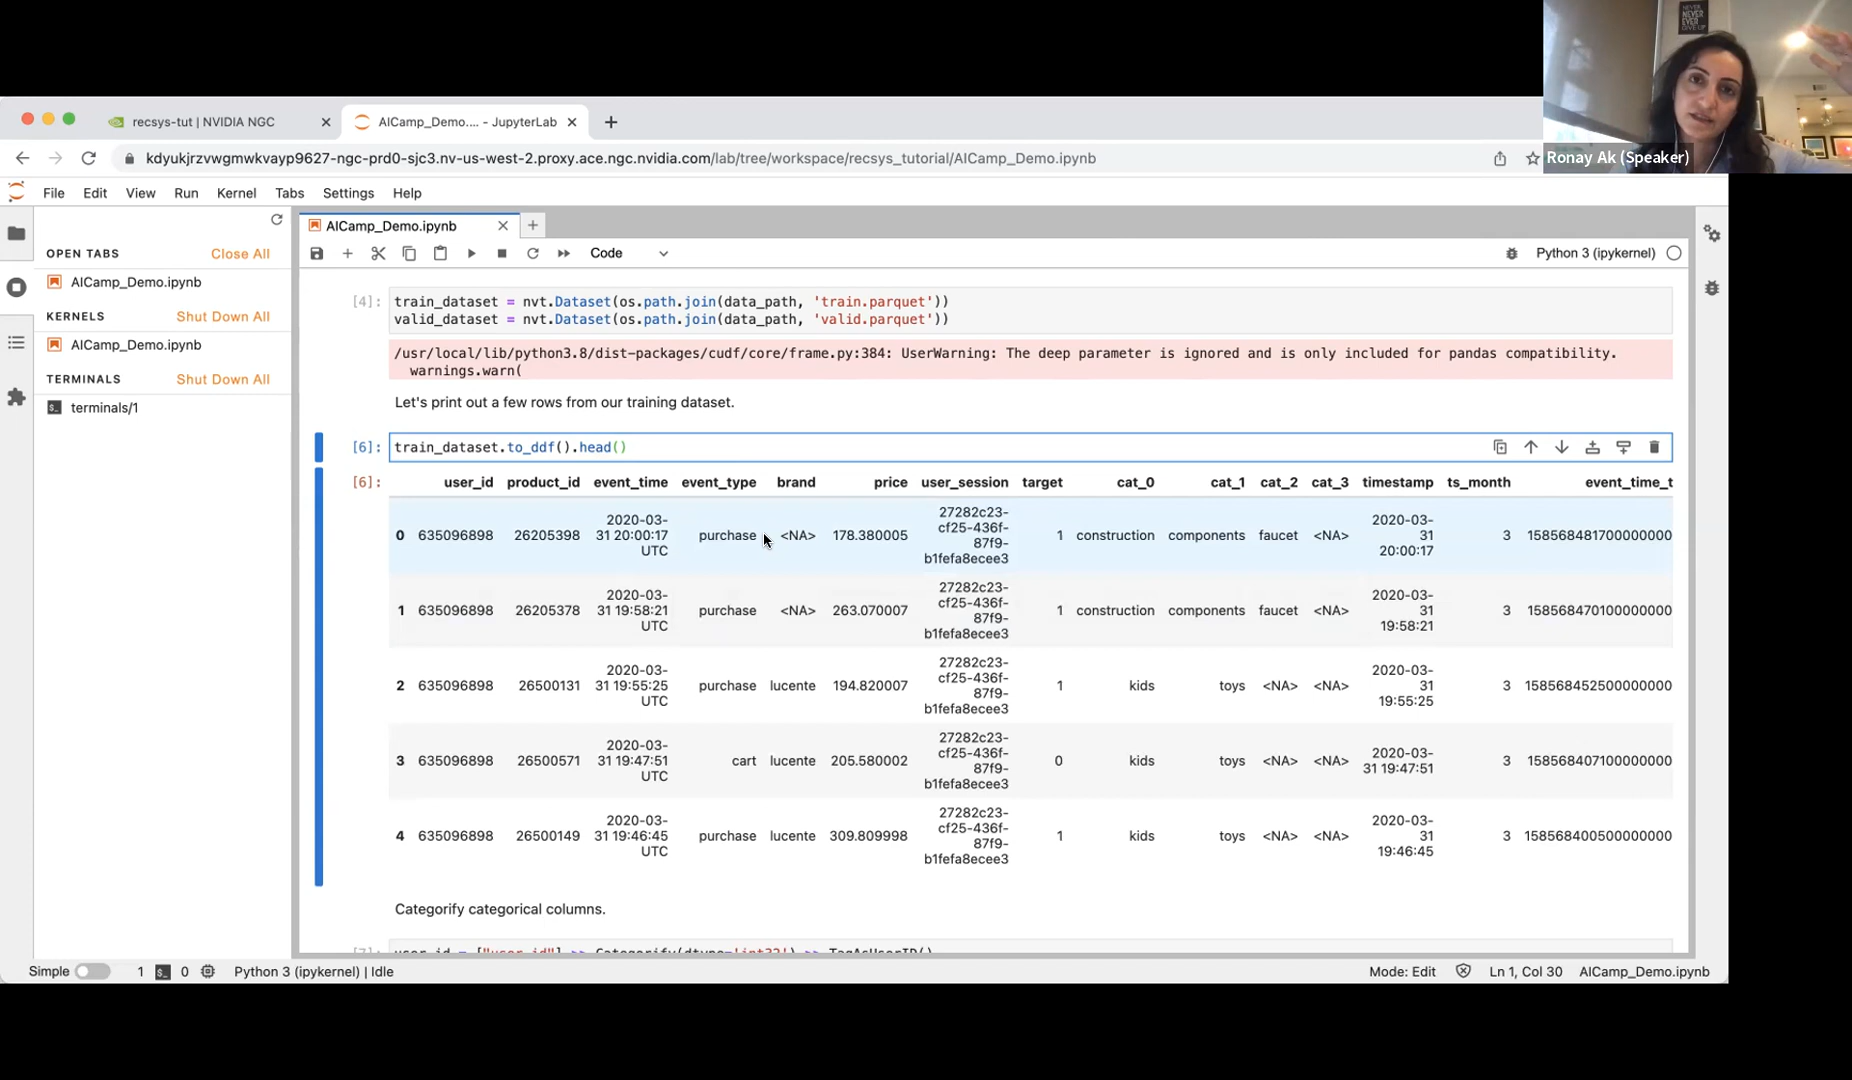 NEVER
NEVER
EVER
GIVE UP
Ronay Ak (Speaker)
recsys-tut | NVIDIA NGC
AICamp_Demo.... - JupyterLab
kdyukjrzvwgmwkvayp9627-ngc-prd0-sjc3.nv-us-west-2.proxy.ace.ngc.nvidia.com/lab/tree/workspace/recsys_tutorial/AICamp_Demo.ipynb
File Edit View Run Kernel Tabs Settings Help
OPEN TABS Close All
AICamp_Demo.ipynb
KERNELS Shut Down All
AICamp_Demo.ipynb
TERMINALS Shut Down All
terminals/1
AICamp_Demo.ipynb
Code
Python 3 (ipykernel)
[4]: train_dataset = nvt.Dataset(os.path.join(data_path, 'train.parquet'))
valid_dataset = nvt.Dataset(os.path.join(data_path, 'valid.parquet'))
/usr/local/lib/python3.8/dist-packages/cudf/core/frame.py:384: UserWarning: The deep parameter is ignored and is only included for pandas compatibility.
warnings.warn(
Let's print out a few rows from our training dataset.
[6]: train_dataset.to_ddf().head()
[6]: user_id product_id event_time event_type brand price user_session target cat_0 cat_1 cat_2 cat_3 timestamp ts_month event_time_t
0 635096898 26205398 2020-03-31 20:00:17 UTC purchase <NA> 178.380005 27282c23-cf25-436f-87f9-b1fefa8ecee3 1 construction components faucet <NA> 2020-03-31 20:00:17 3 1585684817000000000
1 635096898 26205378 2020-03-31 19:58:21 UTC purchase <NA> 263.070007 27282c23-cf25-436f-87f9-b1fefa8ecee3 1 construction components faucet <NA> 2020-03-31 19:58:21 3 1585684701000000000
2 635096898 26500131 2020-03-31 19:55:25 UTC purchase lucente 194.820007 27282c23-cf25-436f-87f9-b1fefa8ecee3 1 kids toys <NA> <NA> 2020-03-31 19:55:25 3 1585684525000000000
3 635096898 26500571 2020-03-31 19:47:51 UTC cart lucente 205.580002 27282c23-cf25-436f-87f9-b1fefa8ecee3 0 kids toys <NA> <NA> 2020-03-31 19:47:51 3 1585684071000000000
4 635096898 26500149 2020-03-31 19:46:45 UTC purchase lucente 309.809998 27282c23-cf25-436f-87f9-b1fefa8ecee3 1 kids toys <NA> <NA> 2020-03-31 19:46:45 3 1585684005000000000
Categorify categorical columns.
[7]: user_id = ["user_id"] >> Categorify(dtype='int32') >> TagAsUserID()
Simple 1 0 Python 3 (ipykernel) | Idle
Mode: Edit Ln 1, Col 30 AICamp_Demo.ipynb